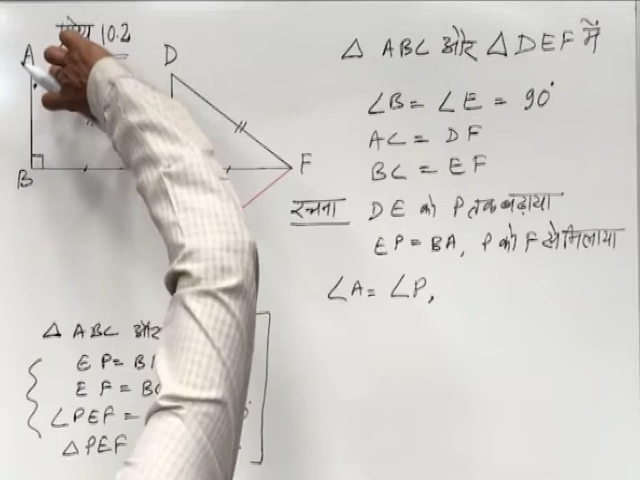 10.2
A
D
B
F
△ ABC और △ DEF में
∠B = ∠E = 90°
AC = DF
BC = EF
रचना DE को P तक बढ़ाया
EP = BA, P को F से मिलाया
∠A = ∠P,
△ ABC और
EP = B
EF = B
∠PEF =
△PEF